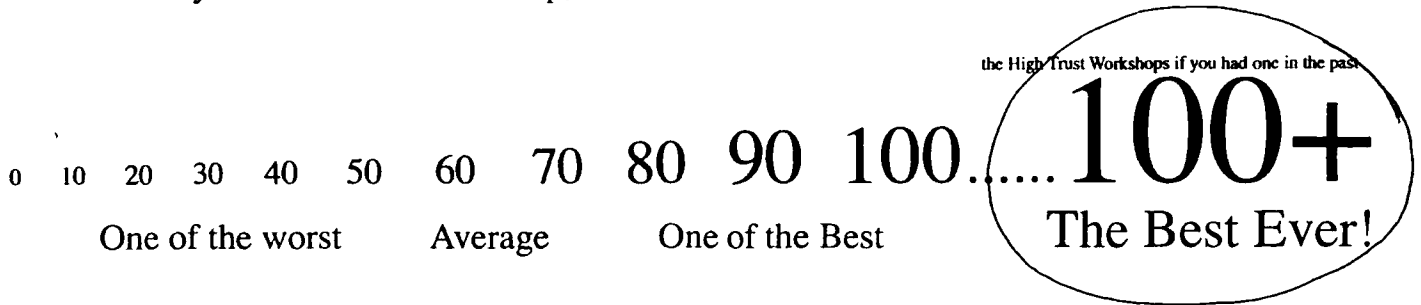 the High Trust Workshops if you had one in the past
0 10 20 30 40 50 60 70 80 90 100...... 100+
One of the worst Average One of the Best The Best Ever!